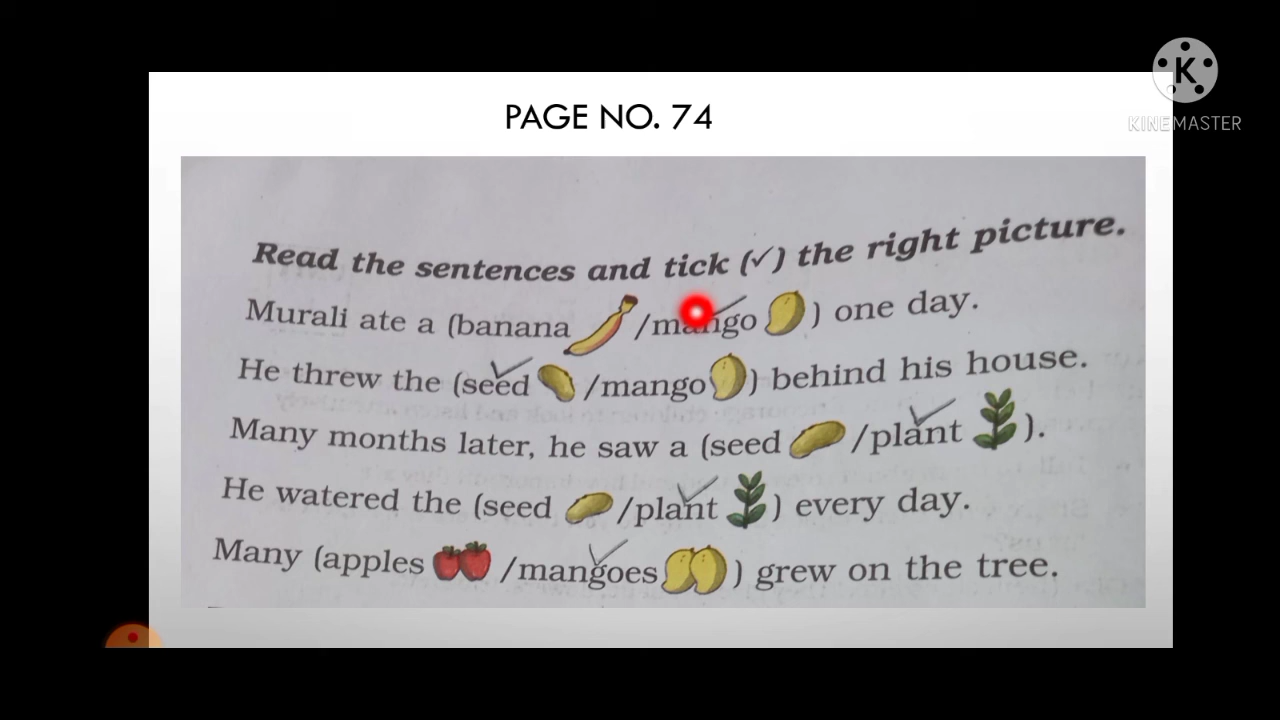 PAGE NO. 74
K
KINEMASTER
Read the sentences and tick (✓) the right picture.
Murali ate a (banana /mango ) one day.
He threw the (seed /mango ) behind his house.
Many months later, he saw a (seed /plant ).
He watered the (seed /plant ) every day.
Many (apples /mangoes ) grew on the tree.